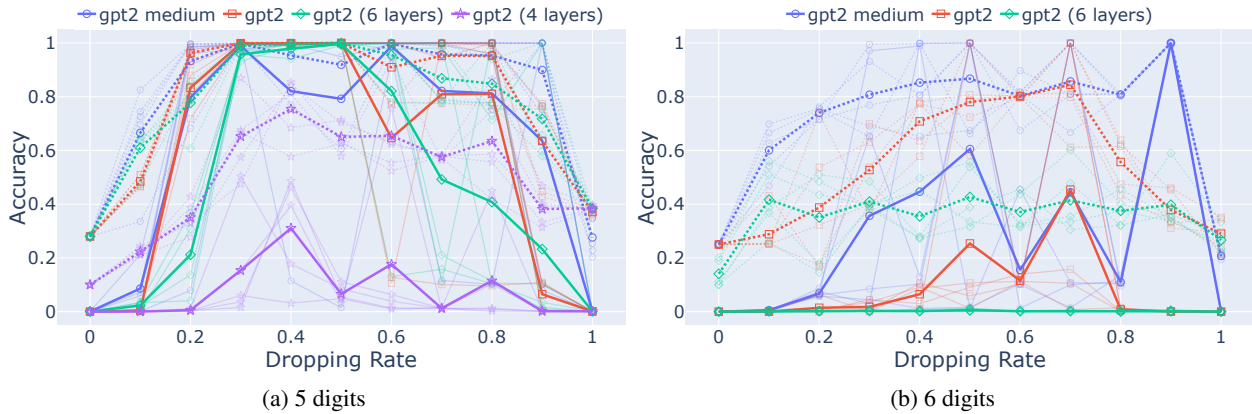 gpt2 medium gpt2 gpt2 (6 layers) gpt2 (4 layers)
1
0.8
0.6
0.4
0.2
0
Accuracy
0 0.2 0.4 0.6 0.8 1
Dropping Rate
(a) 5 digits
gpt2 medium gpt2 gpt2 (6 layers)
1
0.8
0.6
0.4
0.2
0
Accuracy
0 0.2 0.4 0.6 0.8 1
Dropping Rate
(b) 6 digits